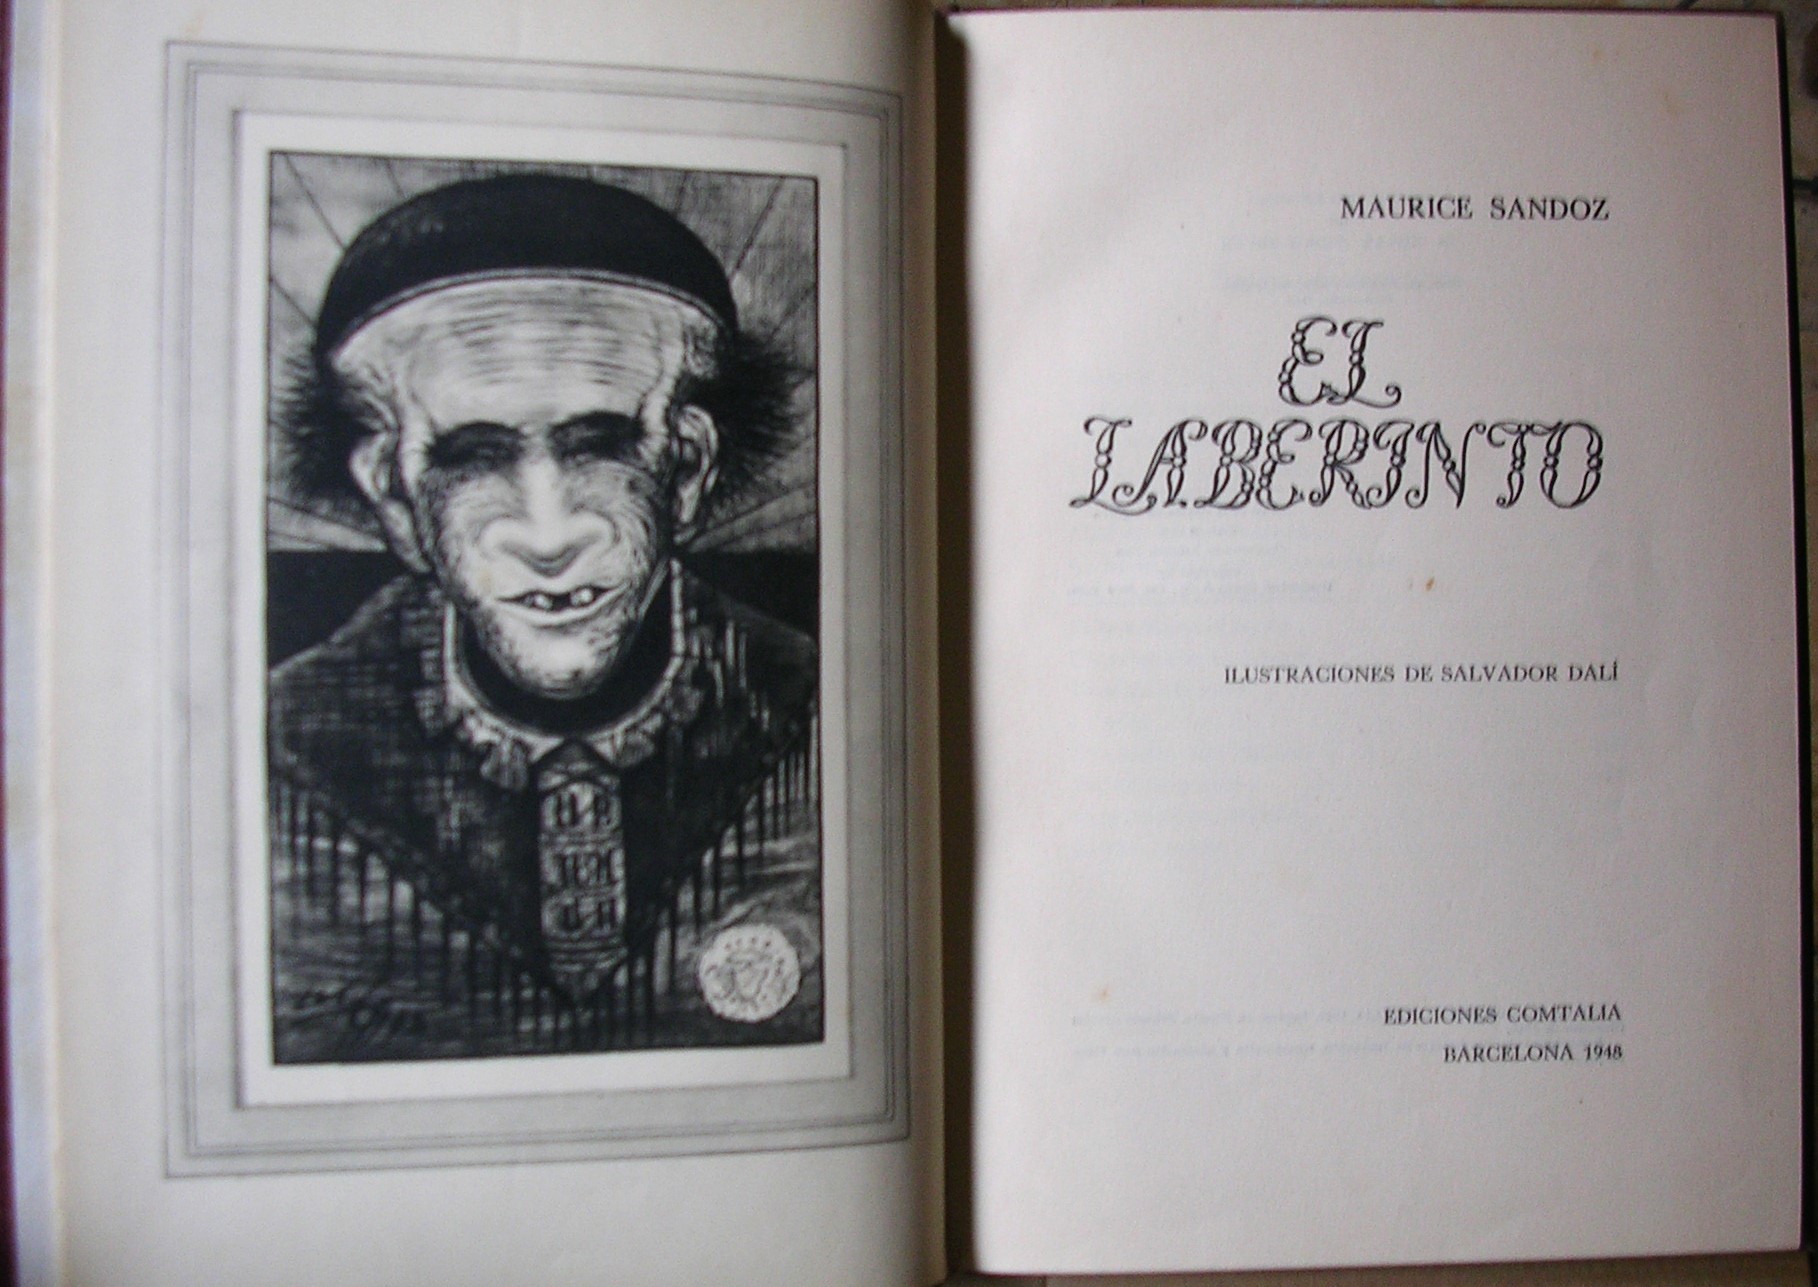 MAURICE SANDOZ
EL
LABERINTO
ILUSTRACIONES DE SALVADOR DALÍ
EDICIONES COMTALIA
BARCELONA 1948